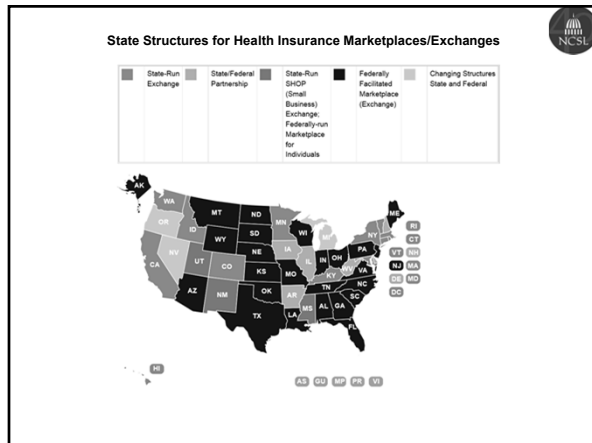 NCSL
State Structures for Health Insurance Marketplaces/Exchanges
State-Run
Exchange
State/Federal
Partnership
State-Run
SHOP
(Small
Business)
Exchange;
Federally-run
Marketplace
for
Individuals
Federally
Facilitated
Marketplace
(Exchange)
Changing Structures
State and Federal
AK
WA
MT
ND
MN
ME
OR
ID
WY
SD
WI
MI
NY
RI
CT
NV
NE
IA
PA
VT NH
CA
UT
CO
KS
MO
IL
IN
OH
WV
VA
KY
NJ MA
DE MD
DC
AZ
NM
OK
AR
TN
NC
SC
TX
LA
MS
AL
GA
FL
HI
AS GU MP PR VI